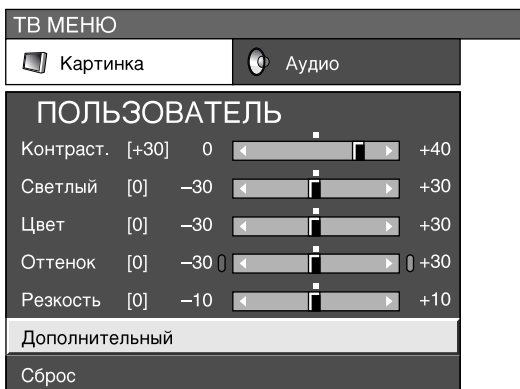 ТВ МЕНЮ
Картинка Аудио
ПОЛЬЗОВАТЕЛЬ
Контраст. [+30] 0 +40
Светлый [0] –30 +30
Цвет [0] –30 +30
Оттенок [0] –30 +30
Резкость [0] –10 +10
Дополнительный
Сброс